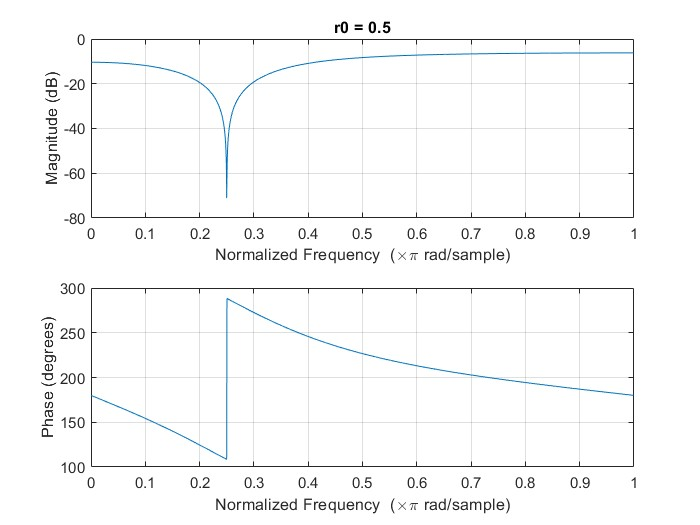 r0 = 0.5
0
-20
-40
-60
-80
Magnitude (dB)
0 0.1 0.2 0.3 0.4 0.5 0.6 0.7 0.8 0.9 1
Normalized Frequency (×π rad/sample)
300
250
200
150
100
Phase (degrees)
0 0.1 0.2 0.3 0.4 0.5 0.6 0.7 0.8 0.9 1
Normalized Frequency (×π rad/sample)